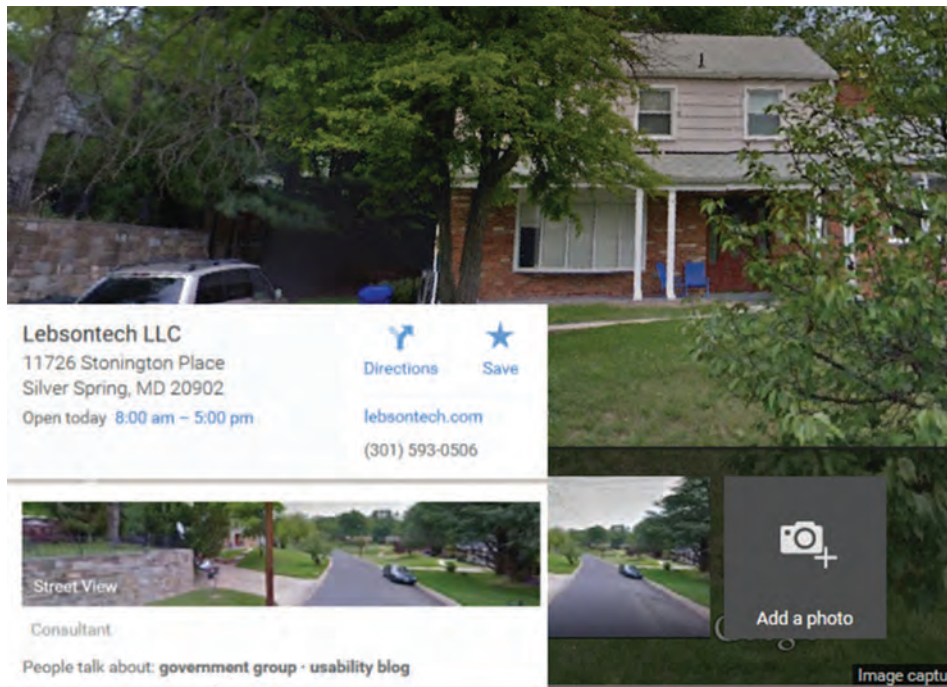 Lebsontech LLC
11726 Stonington Place
Silver Spring, MD 20902
Open today 8:00 am – 5:00 pm
Directions
Save
lebsontech.com
(301) 593-0506
Street View
Consultant
People talk about: government group · usability blog
Add a photo
Image captu